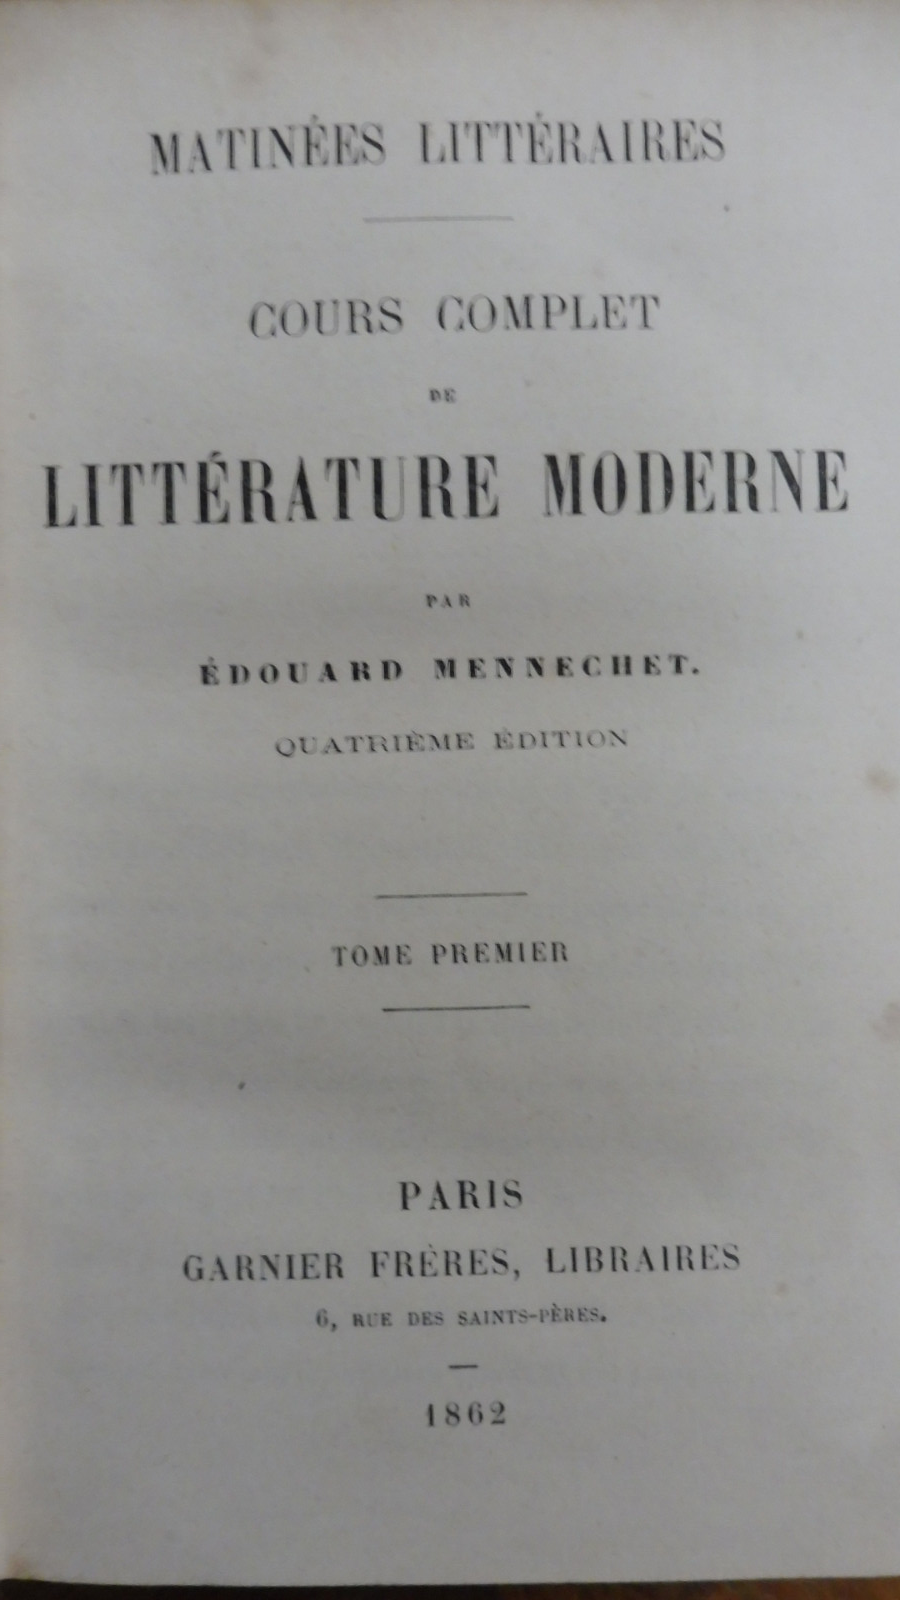 MATINÉES LITTÉRAIRES
COURS COMPLET
DE
LITTÉRATURE MODERNE
PAR
ÉDOUARD MENNECHET.
QUATRIÈME ÉDITION
TOME PREMIER
PARIS
GARNIER FRÈRES, LIBRAIRES
6, RUE DES SAINTS-PÈRES.
1862